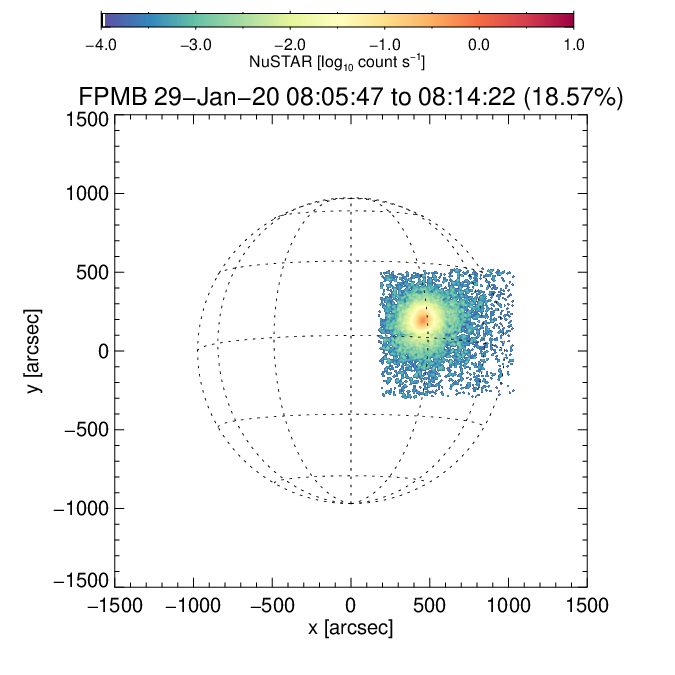 −4.0 −3.0 −2.0 −1.0 0.0 1.0
NuSTAR [log₁₀ count s⁻¹]
FPMB 29−Jan−20 08:05:47 to 08:14:22 (18.57%)
1500
1000
500
0
−500
−1000
−1500
y [arcsec]
−1500 −1000 −500 0 500 1000 1500
x [arcsec]